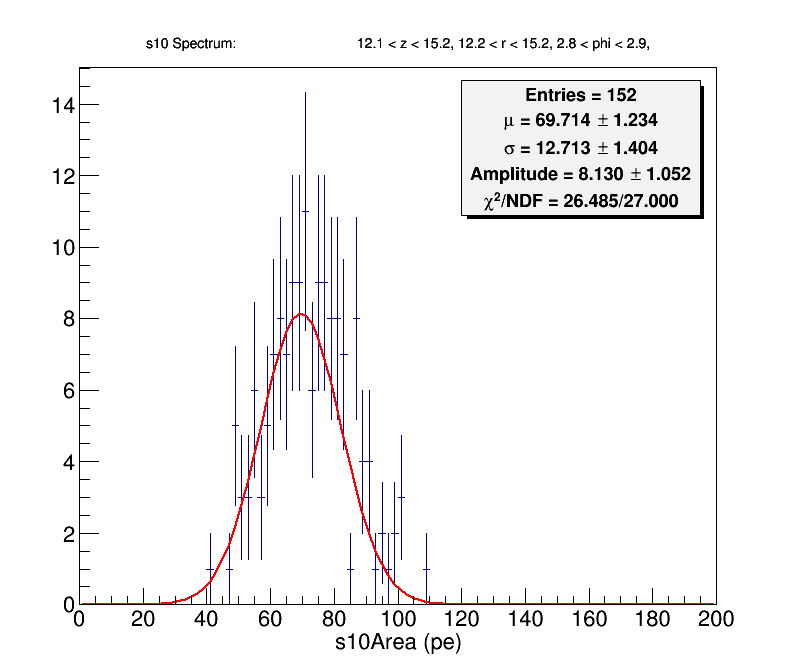 s10 Spectrum: 12.1 < z < 15.2, 12.2 < r < 15.2, 2.8 < phi < 2.9,
Entries = 152
μ = 69.714 ± 1.234
σ = 12.713 ± 1.404
Amplitude = 8.130 ± 1.052
χ²/NDF = 26.485/27.000
14
12
10
8
6
4
2
0
0 20 40 60 80 100 120 140 160 180 200
s10Area (pe)